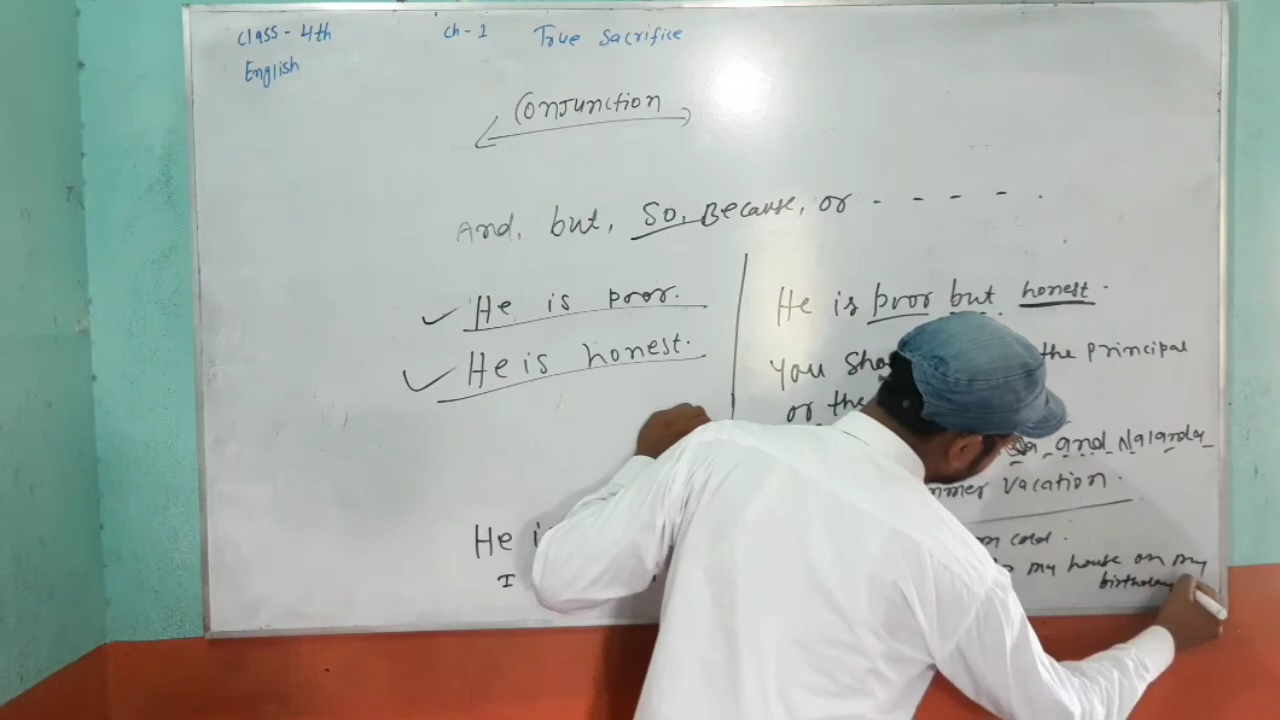 Class - 4th
English
Ch - 1 True Sacrifice
Conjunction
And, but, So, Because, or - - - - .
He is poor.
He is honest.
He
I
He is poor but honest.
You the principal
or the
and Nalanda
vacation.
cold.
my house on my
birthday